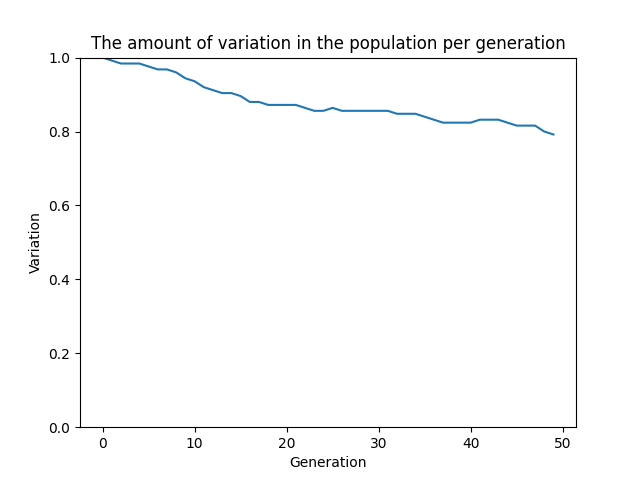 The amount of variation in the population per generation
1.0
0.8
0.6
0.4
0.2
0.0
Variation
0 10 20 30 40 50
Generation